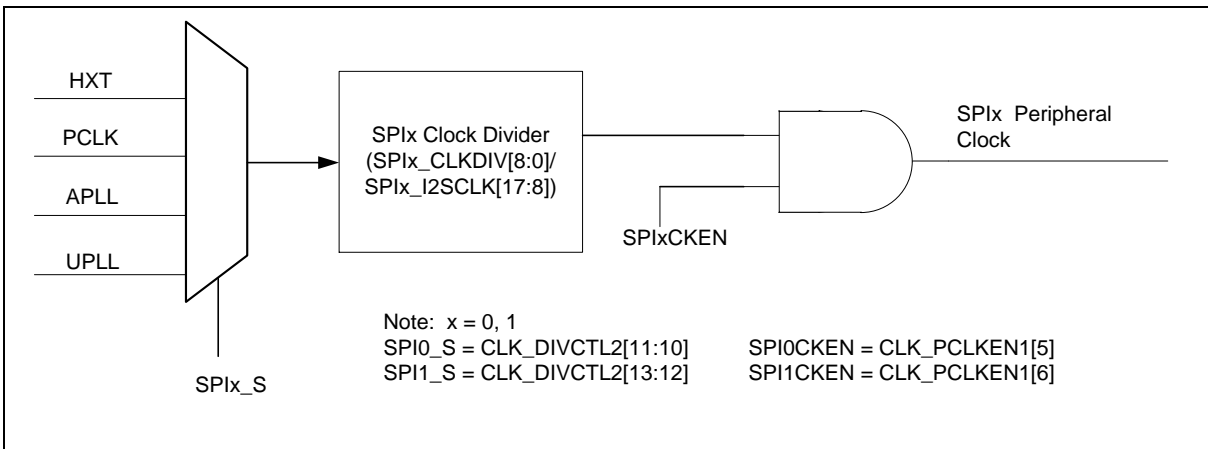 HXT
PCLK
APLL
UPLL
SPIx_S
SPIx Clock Divider
(SPIx_CLKDIV[8:0]/
SPIx_I2SCLK[17:8])
SPIxCKEN
SPIx Peripheral
Clock
Note: x = 0, 1
SPI0_S = CLK_DIVCTL2[11:10] SPI0CKEN = CLK_PCLKEN1[5]
SPI1_S = CLK_DIVCTL2[13:12] SPI1CKEN = CLK_PCLKEN1[6]